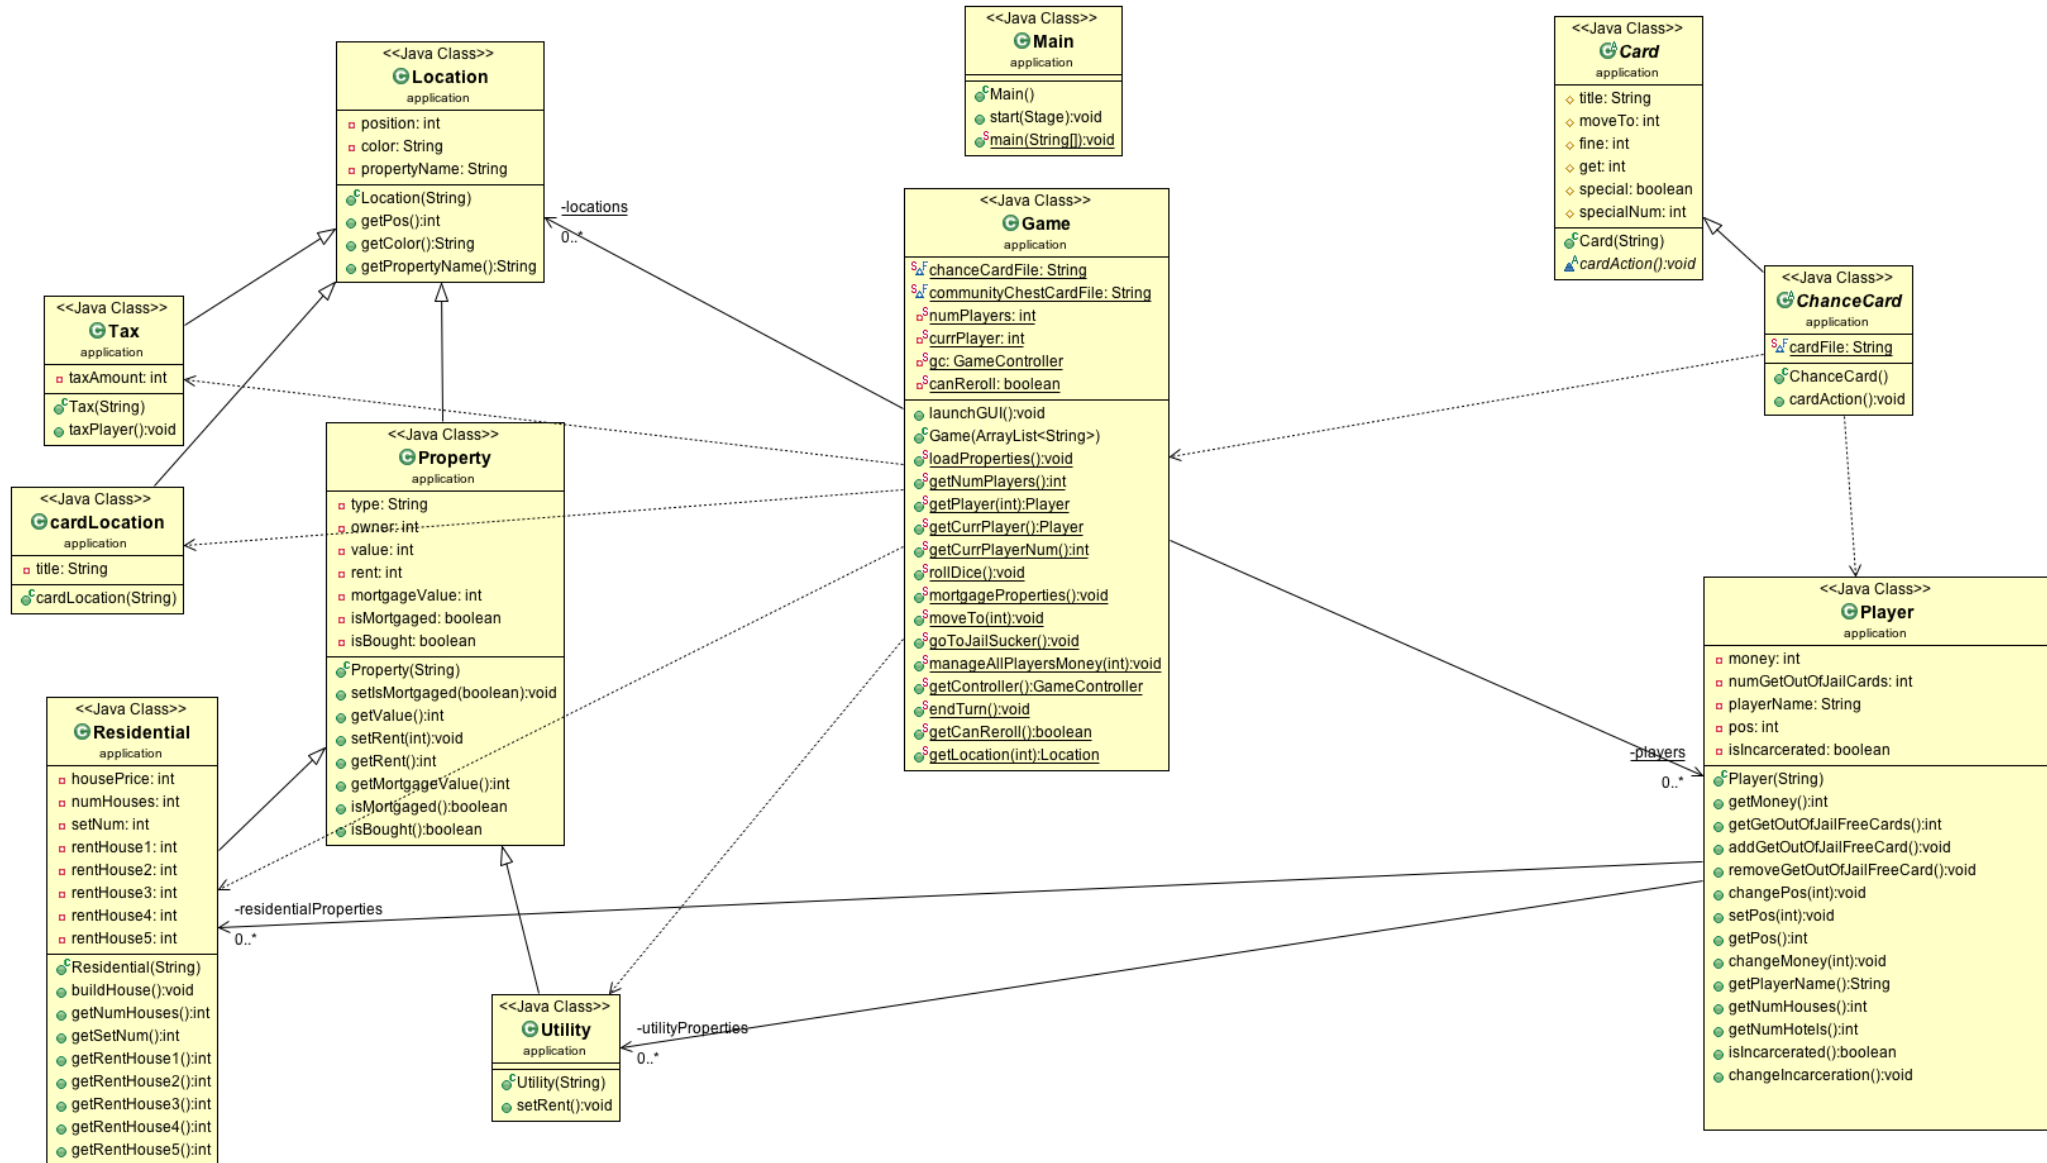 <<Java Class>>
Location
application
position: int
color: String
propertyName: String
Location(String)
getPos():int
getColor():String
getPropertyName():String
-locations
0..*
<<Java Class>>
Main
application
Main()
start(Stage):void
main(String[]):void
<<Java Class>>
Card
application
title: String
moveTo: int
fine: int
get: int
special: boolean
specialNum: int
Card(String)
cardAction():void
<<Java Class>>
Game
application
chanceCardFile: String
communityChestCardFile: String
numPlayers: int
currPlayer: int
gc: GameController
canReroll: boolean
launchGUI():void
Game(ArrayList<String>)
loadProperties():void
getNumPlayers():int
getPlayer(int):Player
getCurrPlayer():Player
getCurrPlayerNum():int
rollDice():void
mortgageProperties():void
moveTo(int):void
goToJailSucker():void
manageAllPlayersMoney(int):void
getController():GameController
endTurn():void
getCanReroll():boolean
getLocation(int):Location
<<Java Class>>
ChanceCard
application
cardFile: String
ChanceCard()
cardAction():void
<<Java Class>>
Tax
application
taxAmount: int
Tax(String)
taxPlayer():void
<<Java Class>>
cardLocation
application
title: String
cardLocation(String)
<<Java Class>>
Property
application
type: String
owner: int
value: int
rent: int
mortgageValue: int
isMortgaged: boolean
isBought: boolean
Property(String)
setIsMortgaged(boolean):void
getValue():int
setRent(int):void
getRent():int
getMortgageValue():int
isMortgaged():boolean
isBought():boolean
<<Java Class>>
Player
application
money: int
numGetOutOfJailCards: int
playerName: String
pos: int
isIncarcerated: boolean
Player(String)
getMoney():int
getGetOutOfJailFreeCards():int
addGetOutOfJailFreeCard():void
removeGetOutOfJailFreeCard():void
changePos(int):void
setPos(int):void
getPos():int
changeMoney(int):void
getPlayerName():String
getNumHouses():int
getNumHotels():int
isIncarcerated():boolean
changeIncarceration():void
-players
0..*
<<Java Class>>
Residential
application
housePrice: int
numHouses: int
setNum: int
rentHouse1: int
rentHouse2: int
rentHouse3: int
rentHouse4: int
rentHouse5: int
Residential(String)
buildHouse():void
getNumHouses():int
getSetNum():int
getRentHouse1():int
getRentHouse2():int
getRentHouse3():int
getRentHouse4():int
getRentHouse5():int
-residentialProperties
0..*
<<Java Class>>
Utility
application
Utility(String)
setRent():void
-utilityProperties
0..*